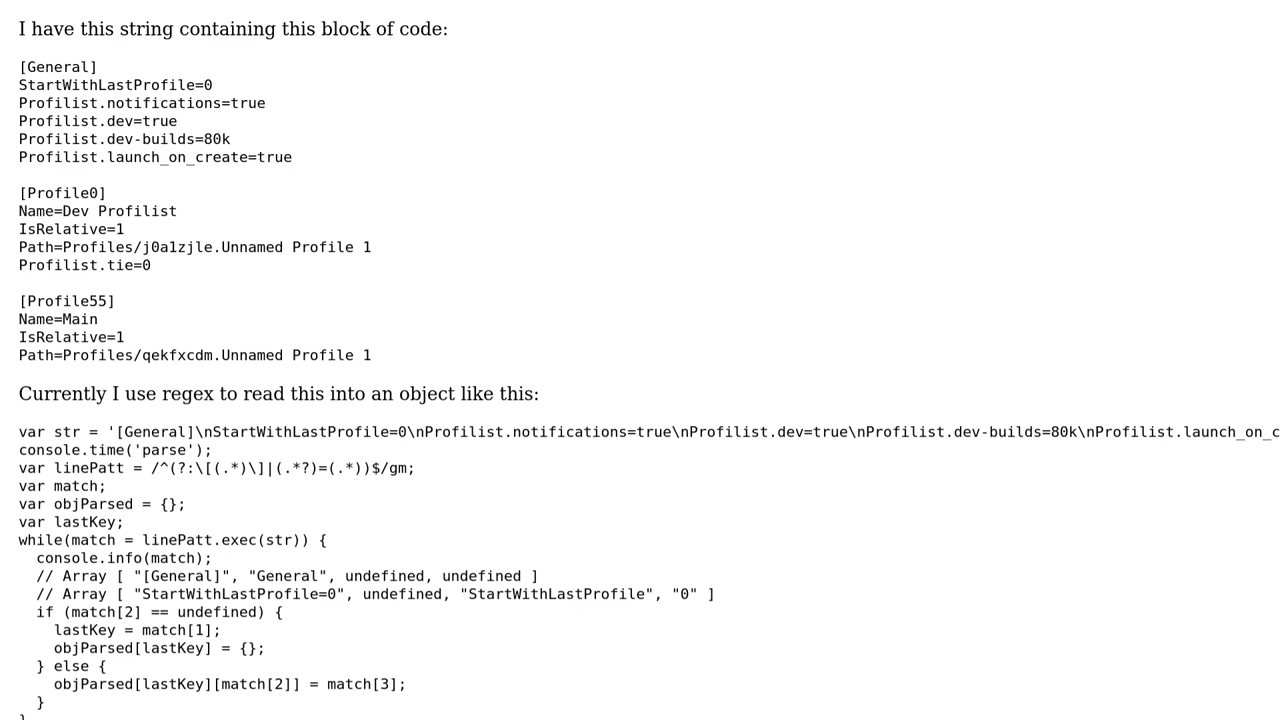 I have this string containing this block of code:
[General]
StartWithLastProfile=0
Profilist.notifications=true
Profilist.dev=true
Profilist.dev-builds=80k
Profilist.launch_on_create=true
[Profile0]
Name=Dev Profilist
IsRelative=1
Path=Profiles/j0a1zjle.Unnamed Profile 1
Profilist.tie=0
[Profile55]
Name=Main
IsRelative=1
Path=Profiles/qekfxcdm.Unnamed Profile 1
Currently I use regex to read this into an object like this:
var str = '[General]\nStartWithLastProfile=0\nProfilist.notifications=true\nProfilist.dev=true\nProfilist.dev-builds=80k\nProfilist.launch_on_c
console.time('parse');
var linePatt = /^(?:\[(.*)\]|(.*?)=(.*))$/gm;
var match;
var objParsed = {};
var lastKey;
while(match = linePatt.exec(str)) {
  console.info(match);
  // Array [ "[General]", "General", undefined, undefined ]
  // Array [ "StartWithLastProfile=0", undefined, "StartWithLastProfile", "0" ]
  if (match[2] == undefined) {
    lastKey = match[1];
    objParsed[lastKey] = {};
  } else {
    objParsed[lastKey][match[2]] = match[3];
  }
}